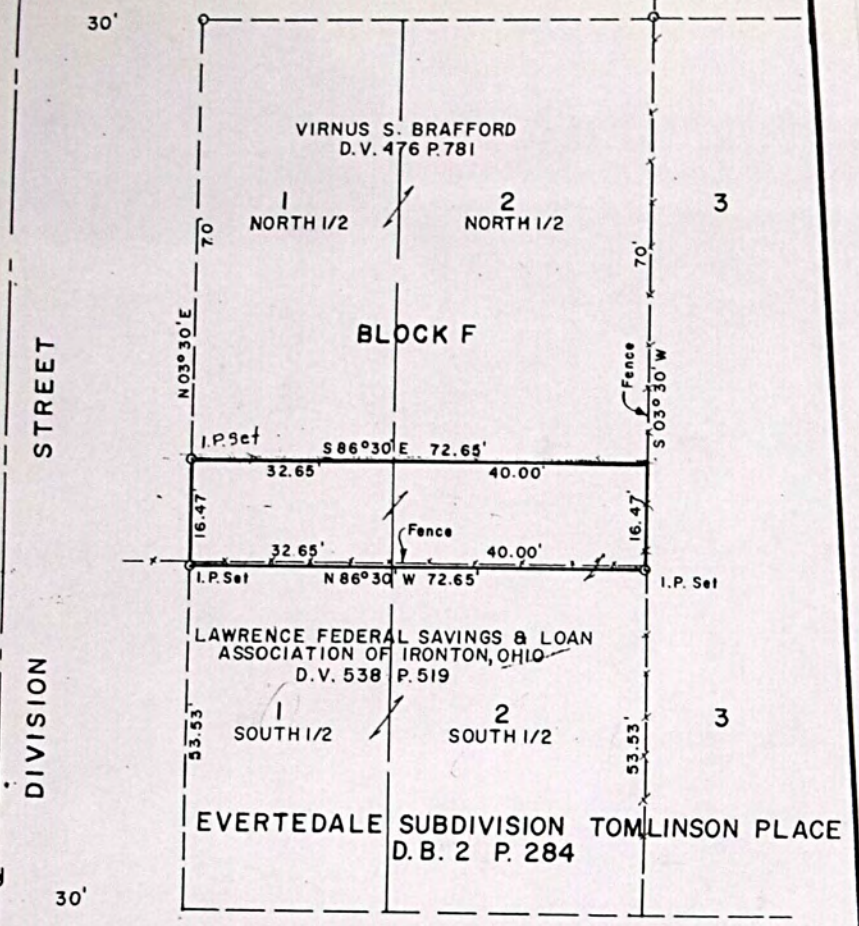 30'
VIRNUS S. BRAFFORD
D.V. 476 P. 781
1
NORTH 1/2
2
NORTH 1/2
3
70'
70'
BLOCK F
N 03° 30' E
Fence
S 03° 30' W
STREET
I.P. Set
S 86° 30' E 72.65'
32.65'
40.00'
16.47'
16.47'
Fence
32.65'
40.00'
I.P. Set
N 86° 30' W 72.65'
I.P. Set
LAWRENCE FEDERAL SAVINGS & LOAN
ASSOCIATION OF IRONTON, OHIO
D.V. 538 P. 519
1
SOUTH 1/2
2
SOUTH 1/2
3
53.53'
53.53'
DIVISION
EVERTEDALE SUBDIVISION TOMLINSON PLACE
D.B. 2 P. 284
30'